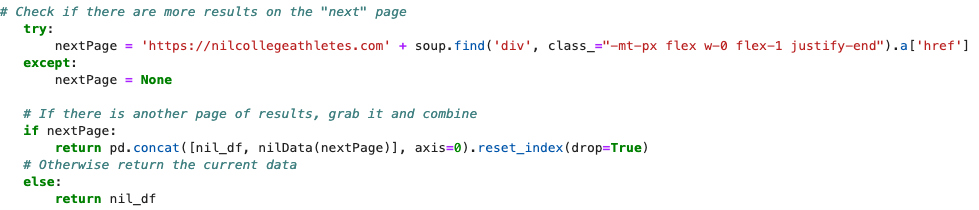 # Check if there are more results on the "next" page
try:
nextPage = 'https://nilcollegeathletes.com' + soup.find('div', class_="-mt-px flex w-0 flex-1 justify-end").a['href']
except:
nextPage = None
# If there is another page of results, grab it and combine
if nextPage:
return pd.concat([nil_df, nilData(nextPage)], axis=0).reset_index(drop=True)
# Otherwise return the current data
else:
return nil_df